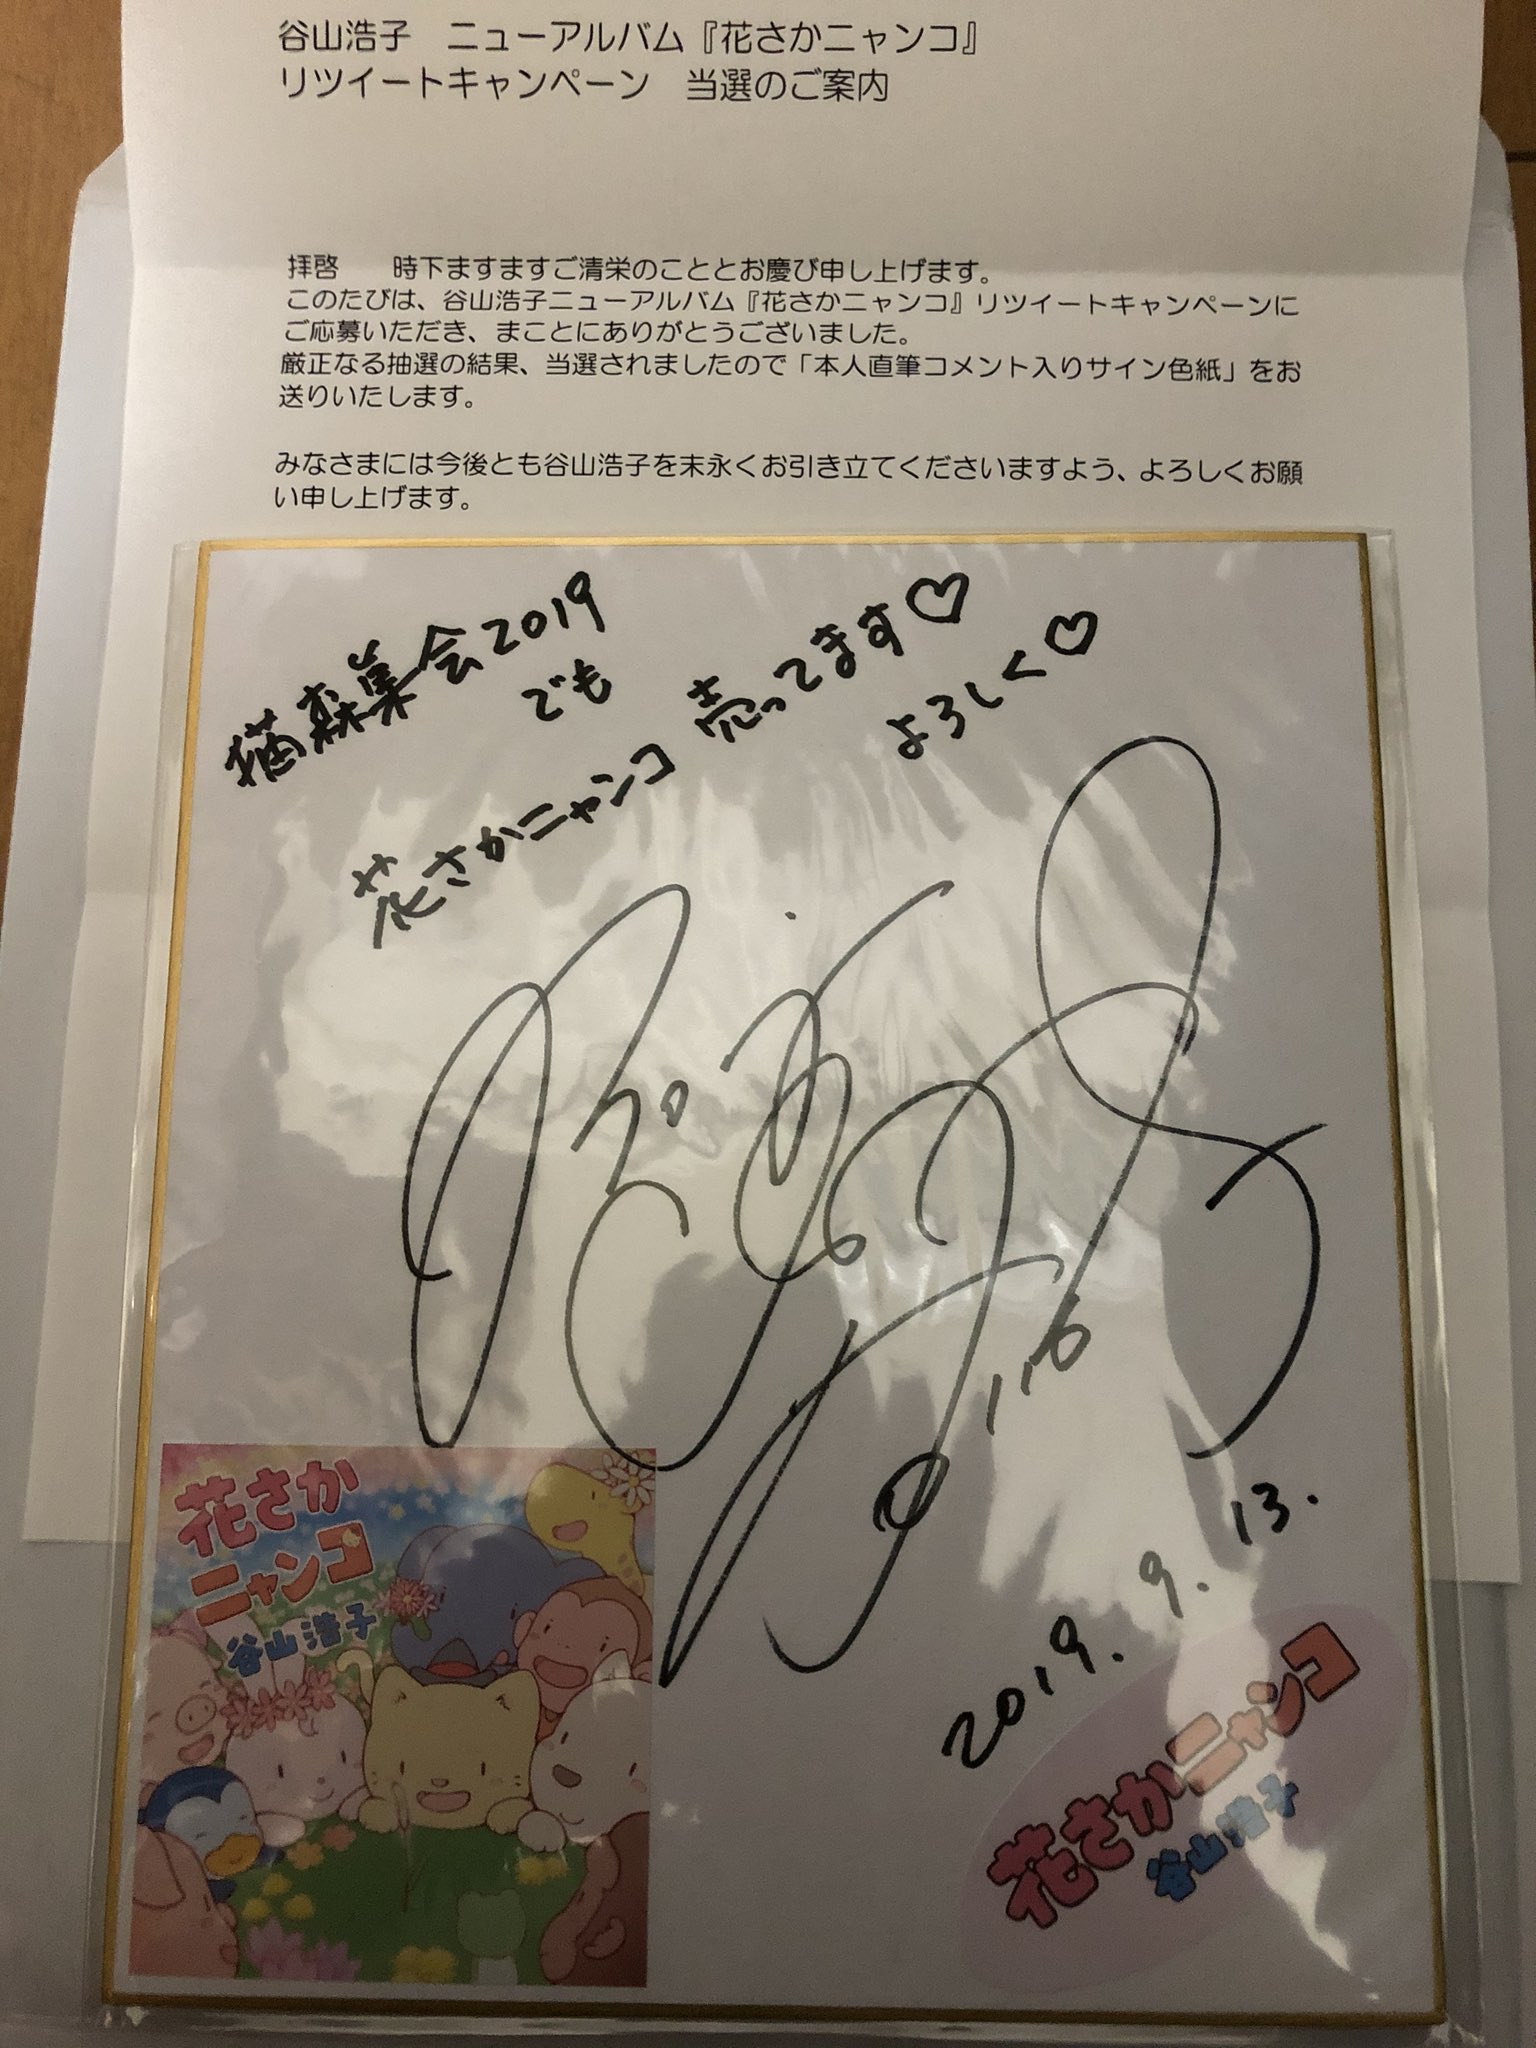 谷山浩子　ニューアルバム『花さかニャンコ』
リツイートキャンペーン　当選のご案内
拝啓　　時下ますますご清栄のこととお慶び申し上げます。
このたびは、谷山浩子ニューアルバム『花さかニャンコ』リツイートキャンペーンに
ご応募いただき、まことにありがとうございました。
厳正なる抽選の結果、当選されましたので「本人直筆コメント入りサイン色紙」をお
送りいたします。
みなさまには今後とも谷山浩子を末永くお引き立てくださいますよう、よろしくお願
い申し上げます。
猫森集会2019
でも
花さかニャンコ 売ってます♡
よろしく♡
2019.9.13.
花さか
ニャンコ
谷山浩子
花さかニャンコ
谷山浩子